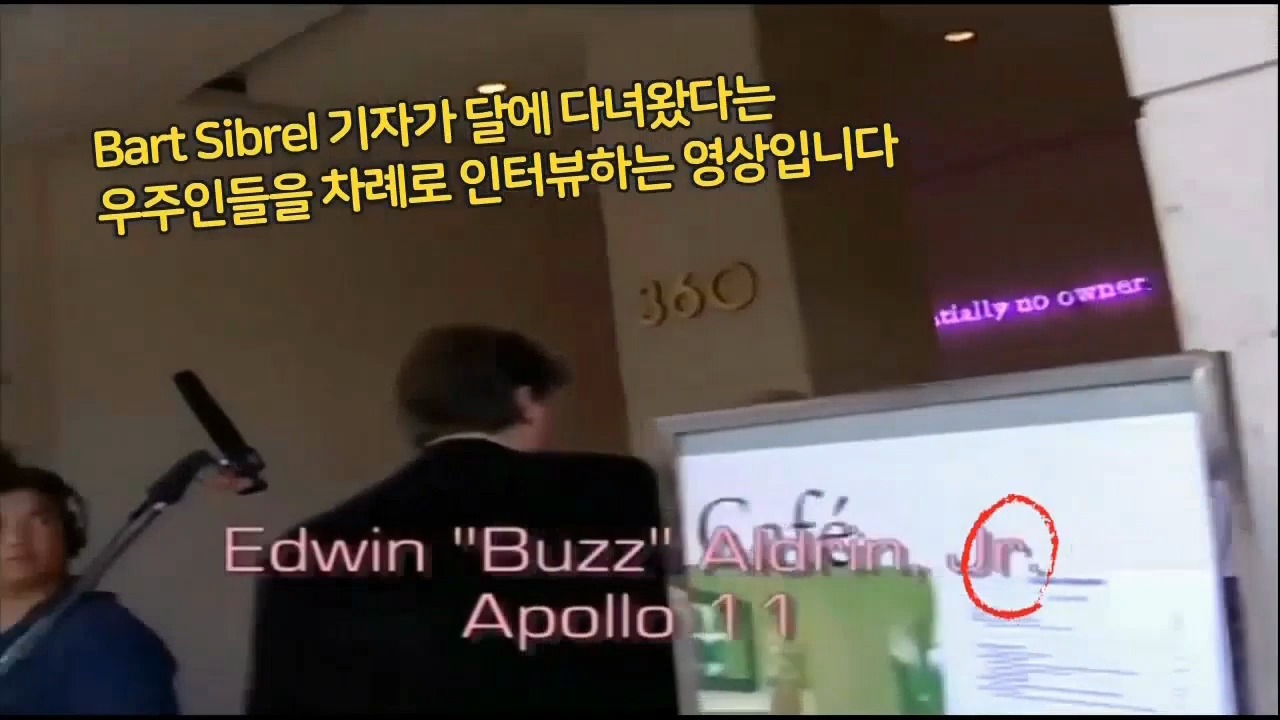 Bart Sibrel 기자가 달에 다녀왔다는
우주인들을 차례로 인터뷰하는 영상입니다
360
tially no owner
Café
Edwin "Buzz" Aldrin, Jr.
Apollo 11